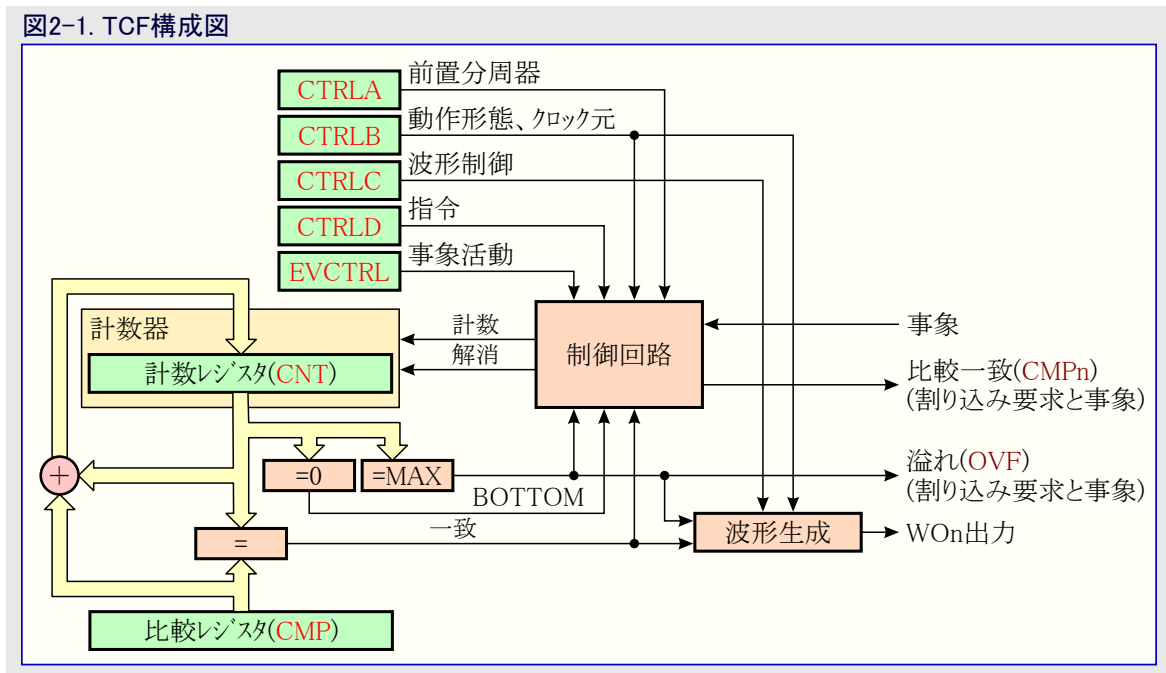 図2-1. TCF構成図
CTRLA 前置分周器
CTRLB 動作形態、クロック元
CTRLC 波形制御
CTRLD 指令
EVCTRL 事象活動
計数器
計数レジスタ(CNT)
計数
解消
制御回路
事象
比較一致(CMPn)
(割り込み要求と事象)
+
=0
=MAX
溢れ(OVF)
(割り込み要求と事象)
BOTTOM
一致
=
波形生成
WOn出力
比較レジスタ(CMP)